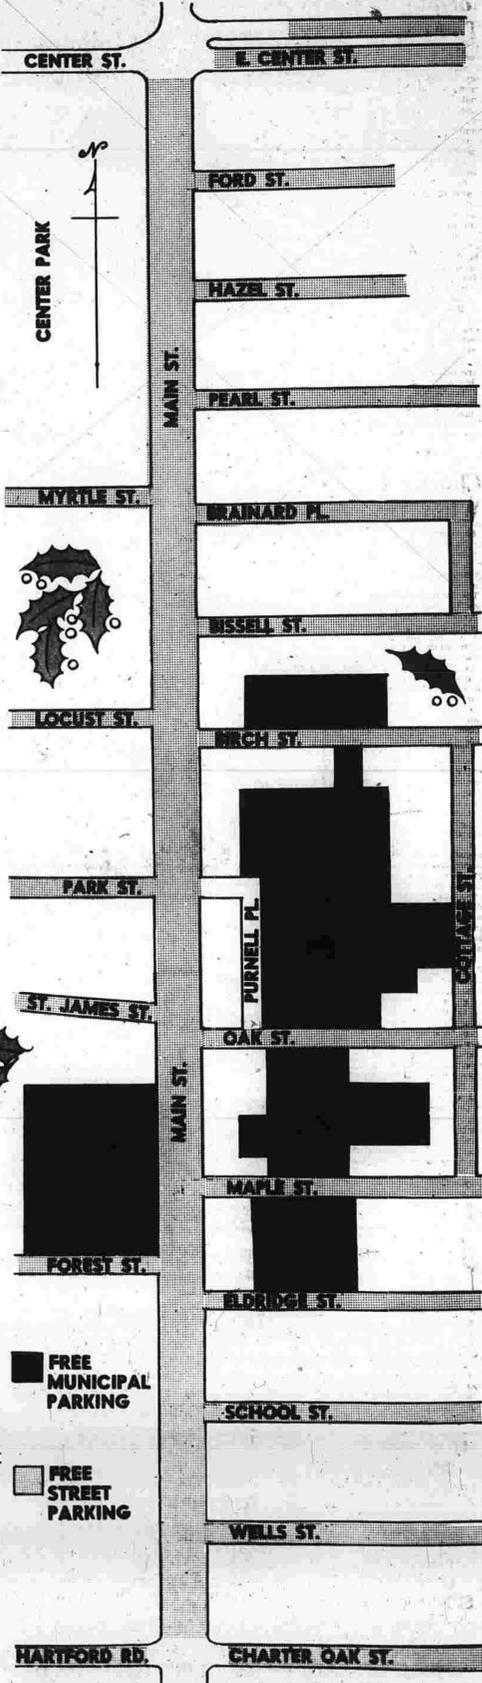 CENTER ST.
E. CENTER ST.
N
FORD ST.
CENTER PARK
HAZEL ST.
MAIN ST.
PEARL ST.
MYRTLE ST.
BRAINARD PL.
BISSELL ST.
LOCUST ST.
BIRCH ST.
PARK ST.
PURNELL PL.
COTTAGE ST.
ST. JAMES ST.
OAK ST.
MAIN ST.
MAPLE ST.
FOREST ST.
ELDRIDGE ST.
FREE
MUNICIPAL
PARKING
SCHOOL ST.
FREE
STREET
PARKING
WELLS ST.
HARTFORD RD.
CHARTER OAK ST.